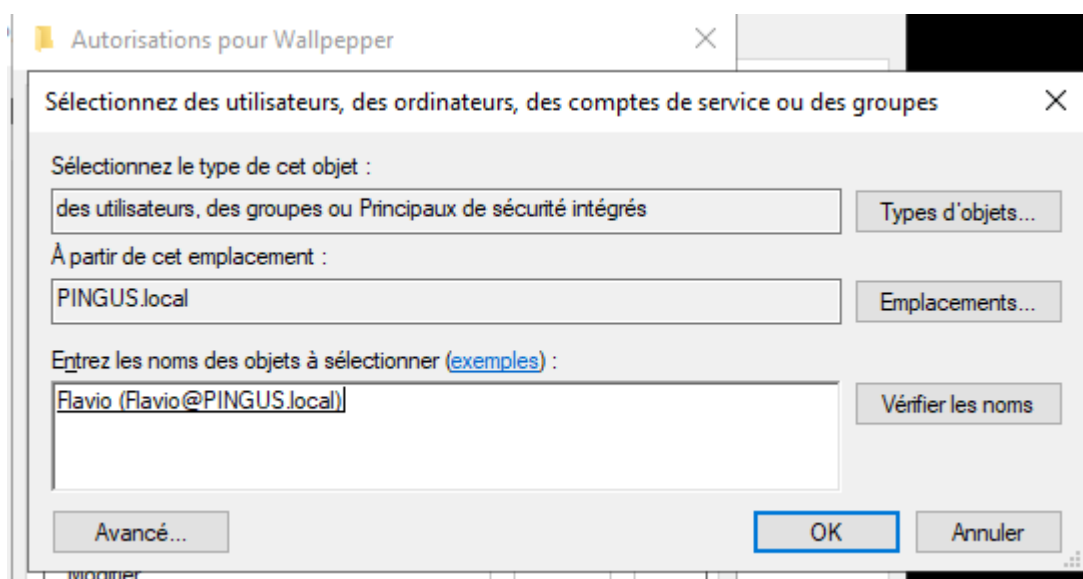 Autorisations pour Wallpepper
Sélectionnez des utilisateurs, des ordinateurs, des comptes de service ou des groupes
Sélectionnez le type de cet objet :
des utilisateurs, des groupes ou Principaux de sécurité intégrés
Types d'objets...
À partir de cet emplacement :
PINGUS.local
Emplacements...
Entrez les noms des objets à sélectionner (exemples) :
Flavio (Flavio@PINGUS.local)
Vérifier les noms
Avancé...
OK
Annuler
Modifier